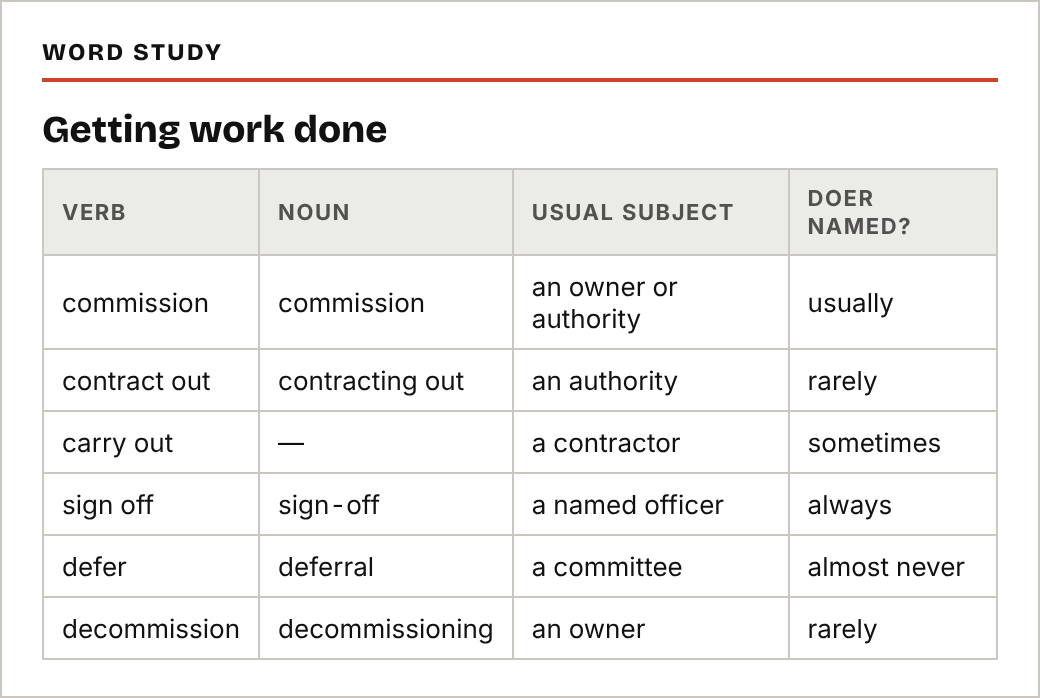 WORD STUDY
Getting work done
VERB
NOUN
USUAL SUBJECT
DOER
NAMED?
commission
commission
an owner or
authority
usually
contract out
contracting out
an authority
rarely
carry out
—
a contractor
sometimes
sign off
sign-off
a named officer
always
defer
deferral
a committee
almost never
decommission
decommissioning
an owner
rarely